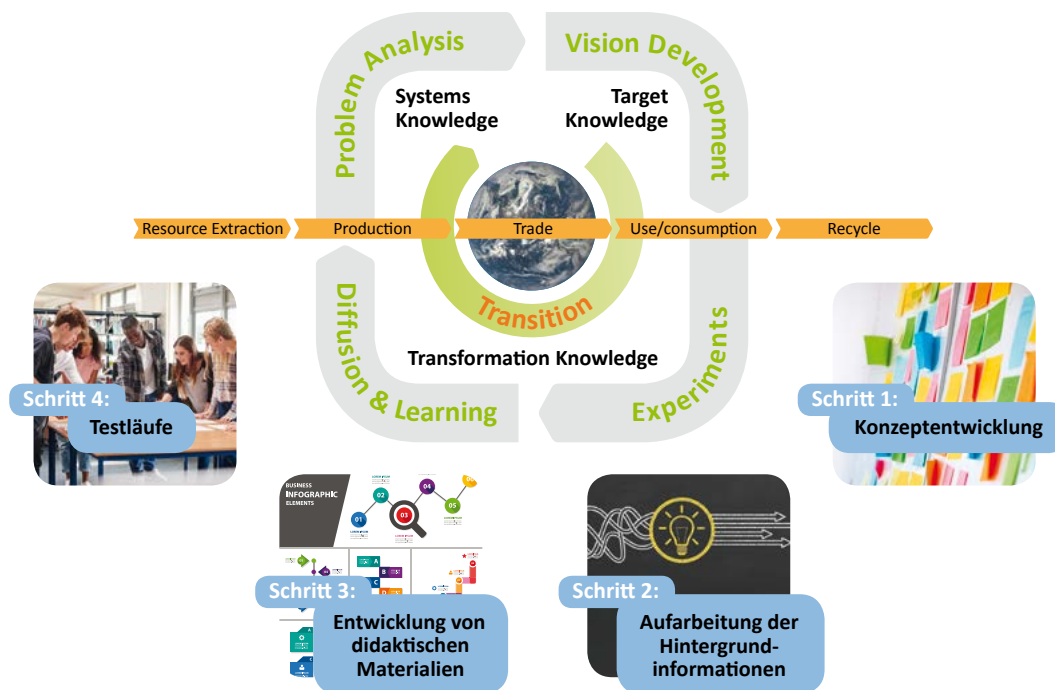 Problem Analysis
Vision Development
Systems
Knowledge
Target
Knowledge
Resource Extraction
Production
Trade
Use/consumption
Recycle
Transition
Transformation Knowledge
Diffusion & Learning
Experiments
Schritt 4:
Testläufe
Schritt 1:
Konzeptentwicklung
BUSINESS
INFOGRAPHIC
ELEMENTS
01
02
03
04
05
A
B
C
D
Schritt 3:
Entwicklung von
didaktischen
Materialien
Schritt 2:
Aufarbeitung der
Hintergrund-
informationen